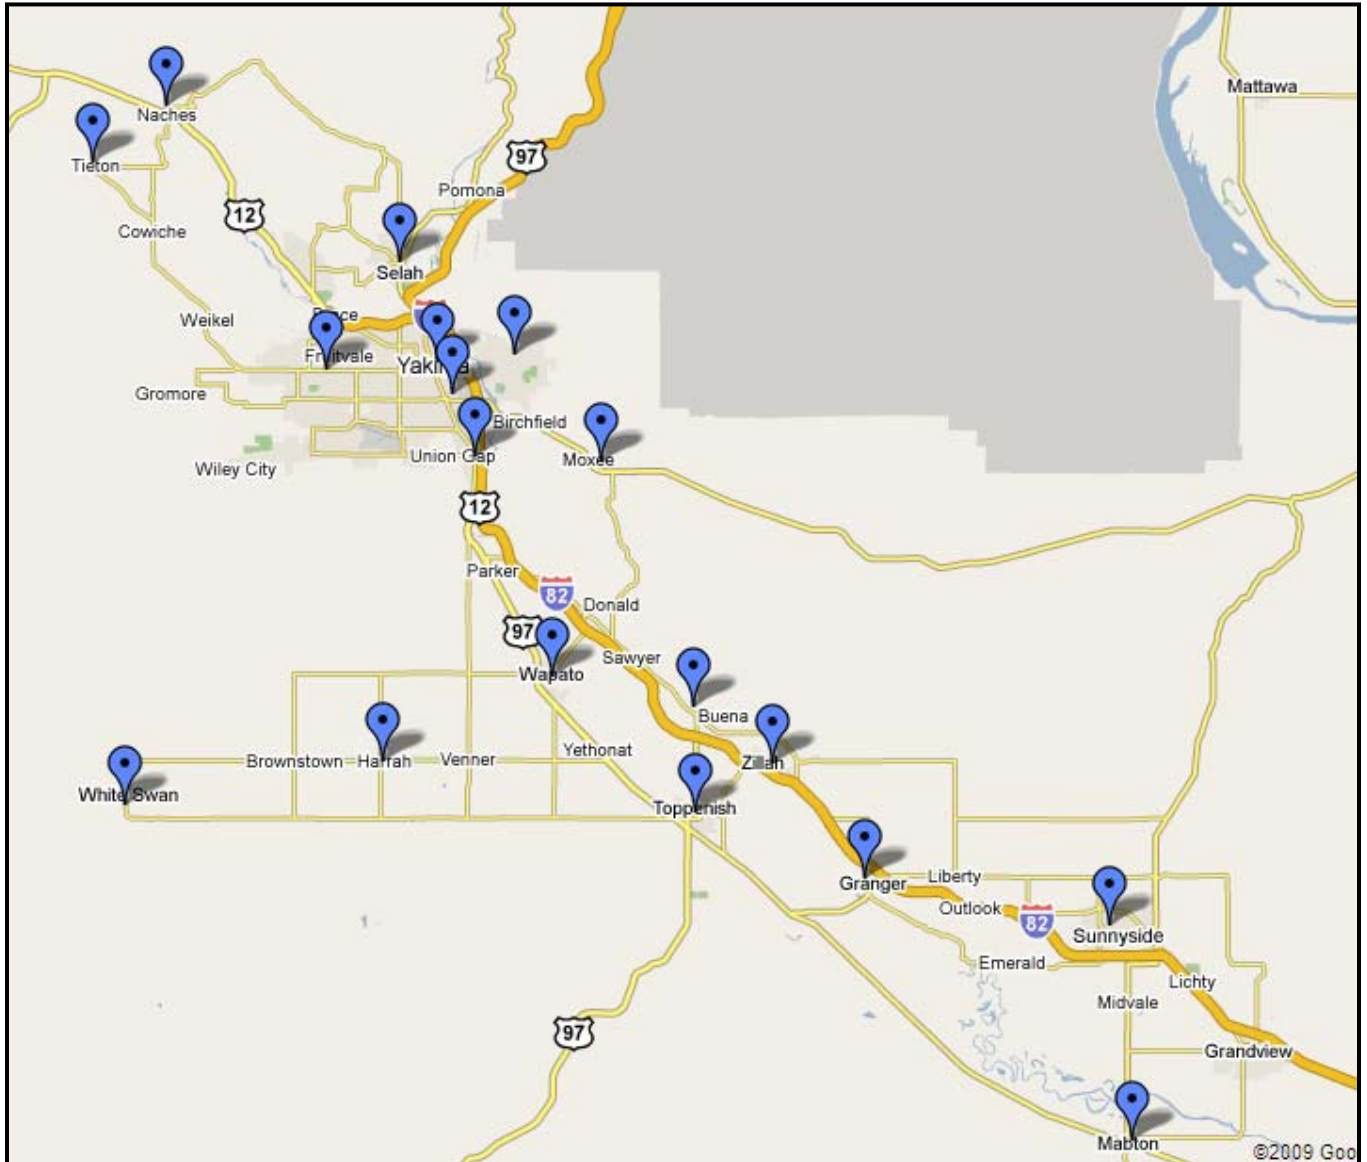 Mattawa
Naches
Tieton
97
Pomona
12
Cowiche
Selah
Weikel
Fruitvale
Yakima
Gromore
Birchfield
Union Gap
Moxee
Wiley City
12
Parker
82
Donald
97
Sawyer
Wapato
Buena
Yethonat
Brownstown
Harrah
Venner
Zillah
White Swan
Toppenish
Granger
Liberty
Outlook
82
Sunnyside
Emerald
Lichty
Midvale
97
Grandview
Mabton
©2009 Goo